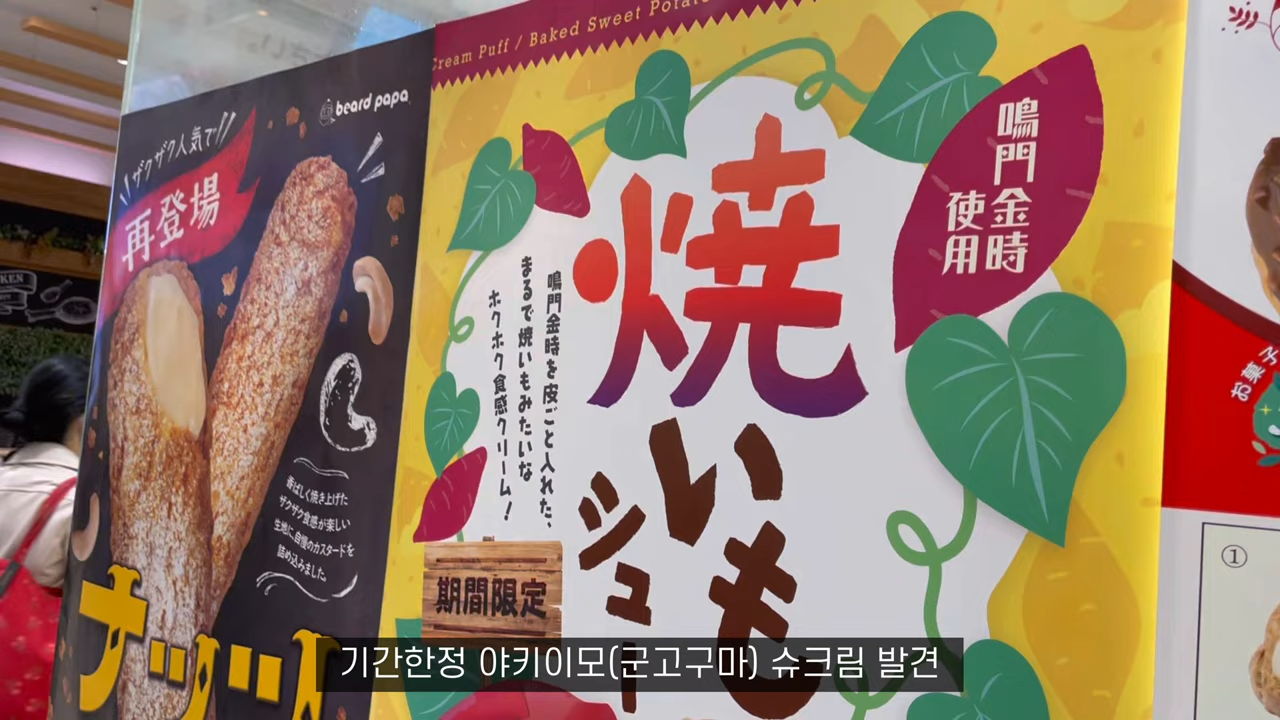 beard papa
ザクザク人気で!!
再登場
香ばしく焼き上げた
ザクザク食感が楽しい
生地に、自慢のカスタードを
詰め込みました。
Cream Puff / Baked Sweet Potato
鳴門金時
使用
焼いも
シュー
鳴門金時を皮ごと入れた、
まるで焼いもみたいな
ホクホク食感クリーム!
期間限定
お菓子
①
기간한정 야키이모(군고구마) 슈크림 발견